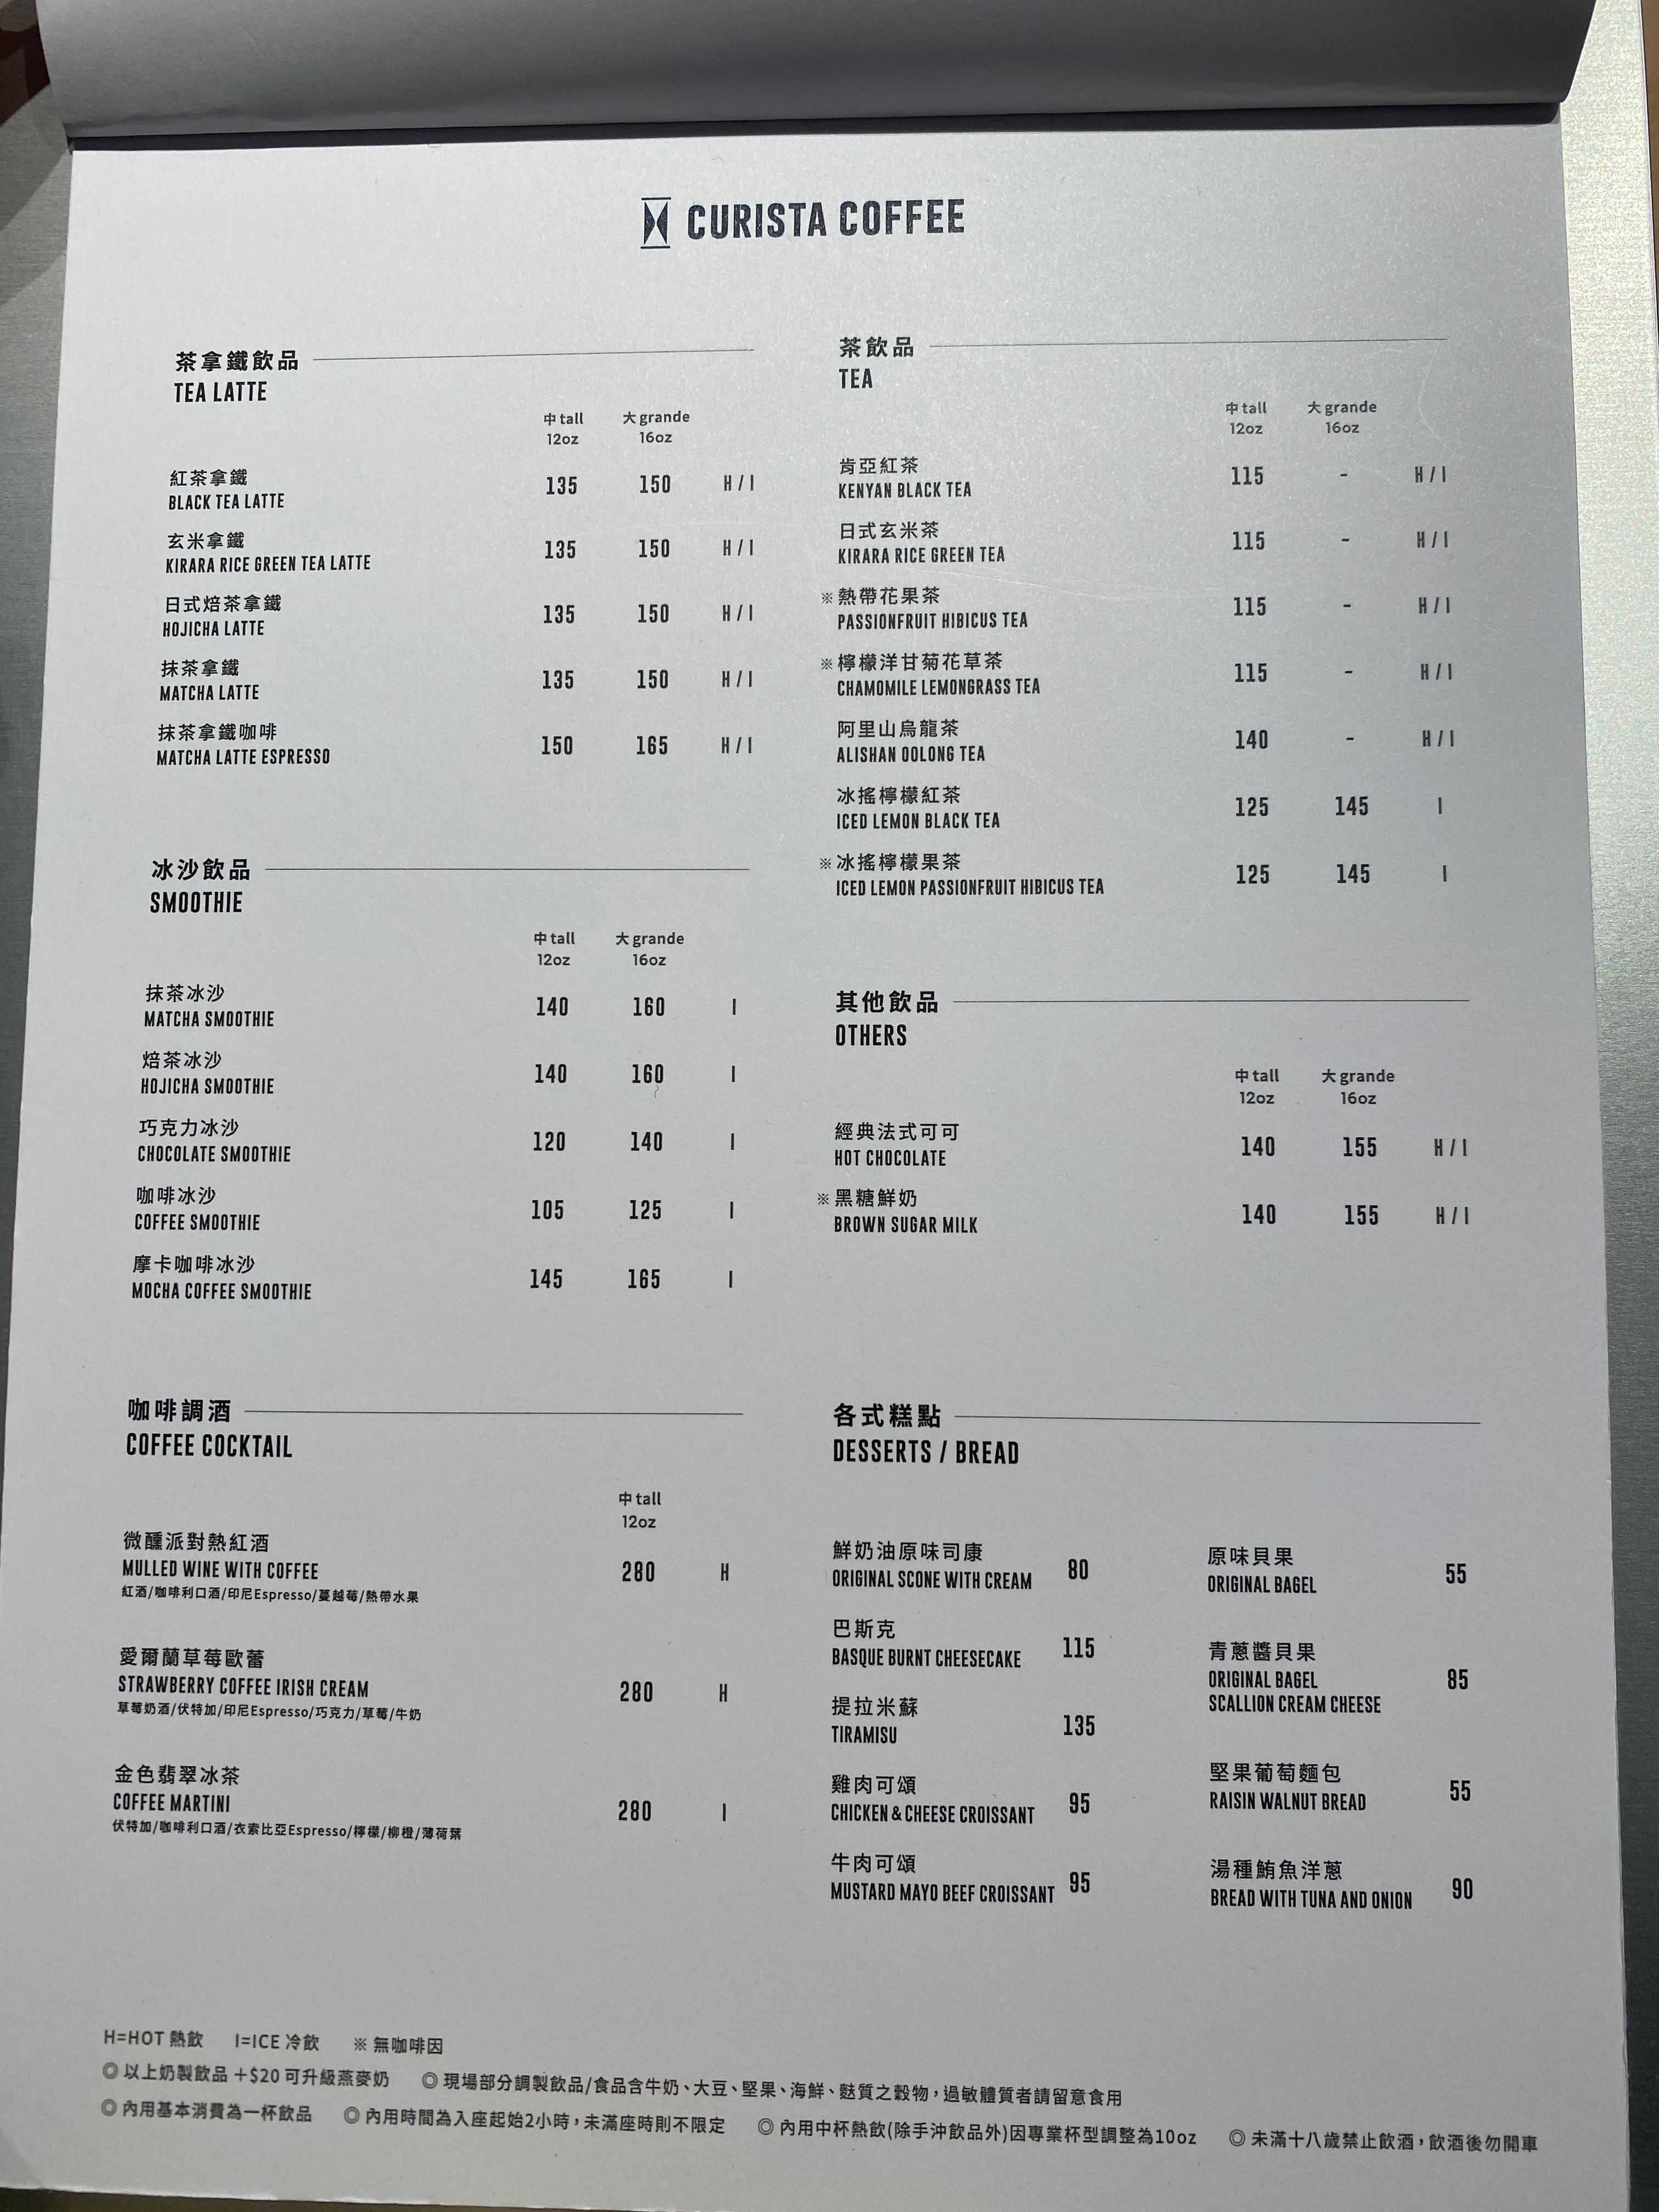 CURISTA COFFEE
茶拿鐵飲品
TEA LATTE
中 tall 大 grande
12oz 16oz
紅茶拿鐵
BLACK TEA LATTE 135 150 H / I
玄米拿鐵
KIRARA RICE GREEN TEA LATTE 135 150 H / I
日式焙茶拿鐵
HOJICHA LATTE 135 150 H / I
抹茶拿鐵
MATCHA LATTE 135 150 H / I
抹茶拿鐵咖啡
MATCHA LATTE ESPRESSO 150 165 H / I
冰沙飲品
SMOOTHIE
中 tall 大 grande
12oz 16oz
抹茶冰沙
MATCHA SMOOTHIE 140 160 I
焙茶冰沙
HOJICHA SMOOTHIE 140 160 I
巧克力冰沙
CHOCOLATE SMOOTHIE 120 140 I
咖啡冰沙
COFFEE SMOOTHIE 105 125 I
摩卡咖啡冰沙
MOCHA COFFEE SMOOTHIE 145 165 I
咖啡調酒
COFFEE COCKTAIL
中 tall
12oz
微醺派對熱紅酒
MULLED WINE WITH COFFEE 280 H
紅酒/咖啡利口酒/印尼Espresso/蔓越莓/熱帶水果
愛爾蘭草莓歐蕾
STRAWBERRY COFFEE IRISH CREAM 280 H
草莓奶酒/伏特加/印尼Espresso/巧克力/草莓/牛奶
金色翡翠冰茶
COFFEE MARTINI 280 I
伏特加/咖啡利口酒/衣索比亞Espresso/檸檬/柳橙/薄荷葉
茶飲品
TEA
中 tall 大 grande
12oz 16oz
肯亞紅茶
KENYAN BLACK TEA 115 - H / I
日式玄米茶
KIRARA RICE GREEN TEA 115 - H / I
※熱帶花果茶
PASSIONFRUIT HIBICUS TEA 115 - H / I
※檸檬洋甘菊花草茶
CHAMOMILE LEMONGRASS TEA 115 - H / I
阿里山烏龍茶
ALISHAN OOLONG TEA 140 - H / I
冰搖檸檬紅茶
ICED LEMON BLACK TEA 125 145 I
※冰搖檸檬果茶
ICED LEMON PASSIONFRUIT HIBICUS TEA 125 145 I
其他飲品
OTHERS
中 tall 大 grande
12oz 16oz
經典法式可可
HOT CHOCOLATE 140 155 H / I
※黑糖鮮奶
BROWN SUGAR MILK 140 155 H / I
各式糕點
DESSERTS / BREAD
鮮奶油原味司康
ORIGINAL SCONE WITH CREAM 80
巴斯克
BASQUE BURNT CHEESECAKE 115
提拉米蘇
TIRAMISU 135
雞肉可頌
CHICKEN & CHEESE CROISSANT 95
牛肉可頌
MUSTARD MAYO BEEF CROISSANT 95
原味貝果
ORIGINAL BAGEL 55
青蔥醬貝果
ORIGINAL BAGEL
SCALLION CREAM CHEESE 85
堅果葡萄麵包
RAISIN WALNUT BREAD 55
湯種鮪魚洋蔥
BREAD WITH TUNA AND ONION 90
H=HOT 熱飲 I=ICE 冷飲 ※ 無咖啡因
◎ 以上奶製飲品 +$20 可升級燕麥奶 ◎ 現場部分調製飲品/食品含牛奶、大豆、堅果、海鮮、麩質之穀物，過敏體質者請留意食用
◎ 內用基本消費為一杯飲品 ◎ 內用時間為入座起始2小時，未滿座時則不限定 ◎ 內用中杯熱飲(除手沖飲品外)因專業杯型調整為10oz ◎ 未滿十八歲禁止飲酒，飲酒後勿開車